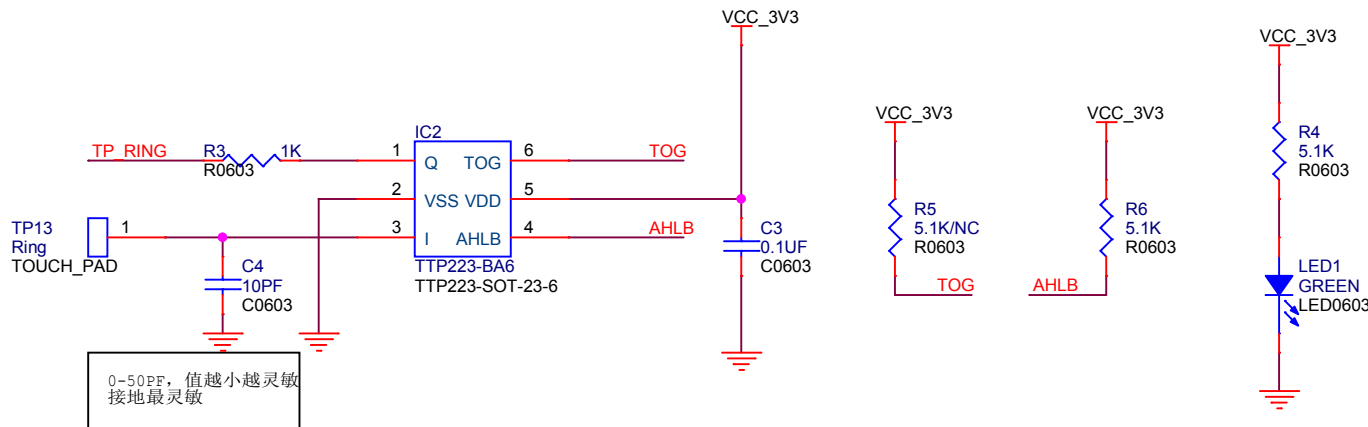 VCC_3V3
TP_RING
R3
1K
R0603
IC2
1
Q
TOG
6
TOG
2
VSS
VDD
5
3
I
AHLB
4
AHLB
TTP223-BA6
TTP223-SOT-23-6
TP13
Ring
TOUCH_PAD
1
C4
10PF
C0603
C3
0.1UF
C0603
0-50PF，值越小越灵敏
接地最灵敏
VCC_3V3
R5
5.1K/NC
R0603
TOG
VCC_3V3
R6
5.1K
R0603
AHLB
VCC_3V3
R4
5.1K
R0603
LED1
GREEN
LED0603